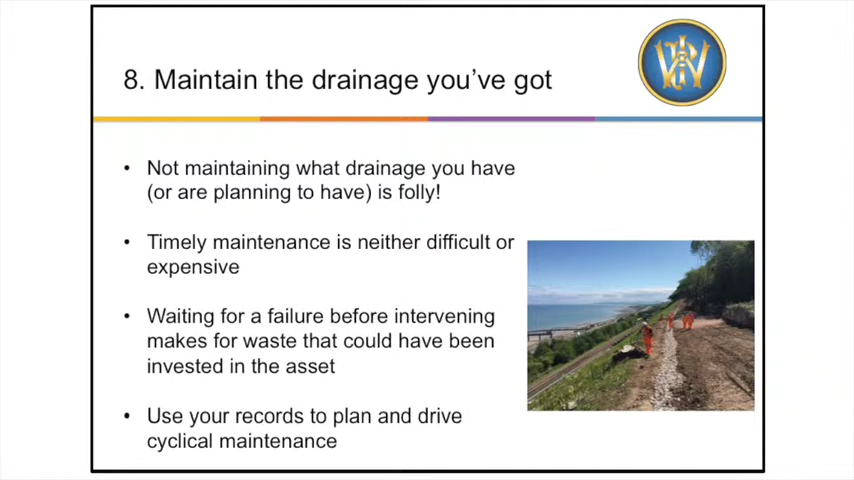 8. Maintain the drainage you've got
• Not maintaining what drainage you have
(or are planning to have) is folly!
• Timely maintenance is neither difficult or
expensive
• Waiting for a failure before intervening
makes for waste that could have been
invested in the asset
• Use your records to plan and drive
cyclical maintenance